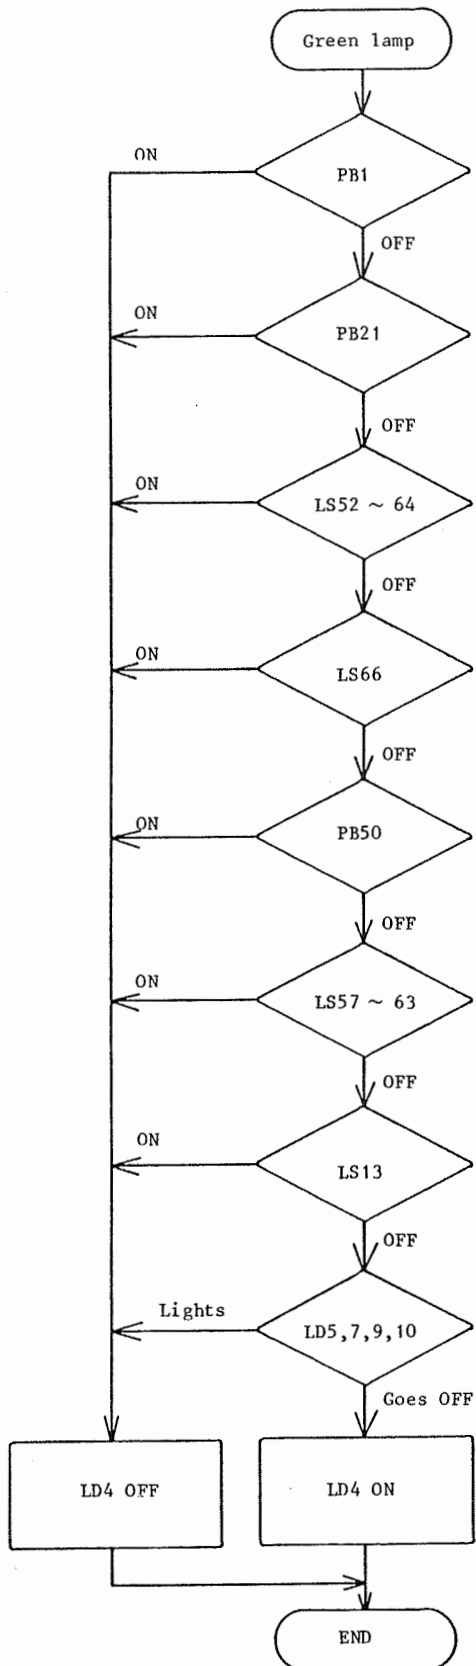 Green lamp
ON
PB1
OFF
ON
PB21
OFF
ON
LS52 ~ 64
OFF
ON
LS66
OFF
ON
PB50
OFF
ON
LS57 ~ 63
OFF
ON
LS13
OFF
Lights
LD5,7,9,10
Goes OFF
LD4 OFF
LD4 ON
END